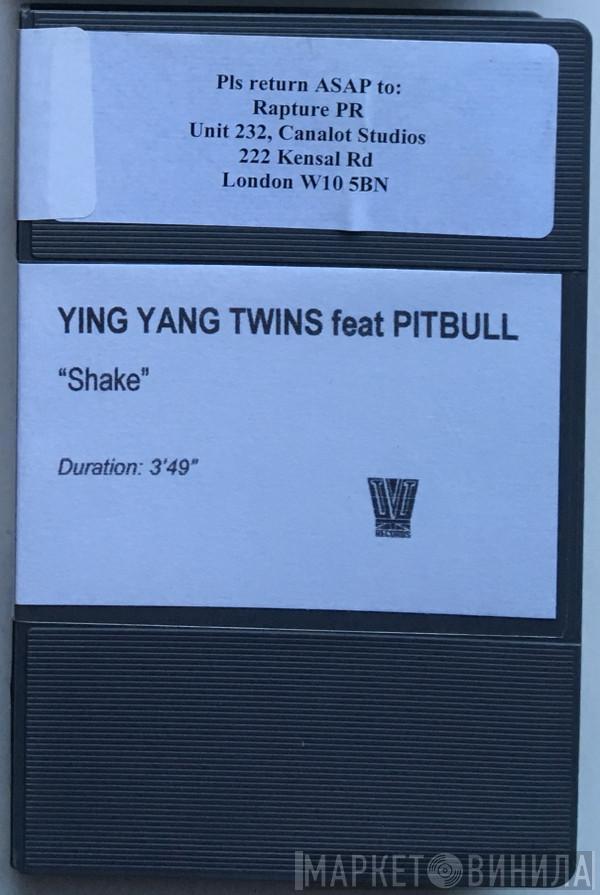 Pls return ASAP to:
Rapture PR
Unit 232, Canalot Studios
222 Kensal Rd
London W10 5BN
YING YANG TWINS feat PITBULL
“Shake”
Duration: 3'49”
RECORDS
МАРКЕТ ВИНИЛА